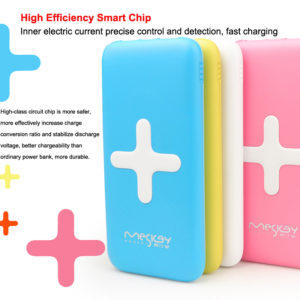 High Efficiency Smart Chip
Inner electric current precise control and detection, fast charging
High-class circuit chip is more safer,
more effectively increase charge
conversion ratio and stabilize discharge
voltage, better chargeability than
ordinary power bank, more durable.